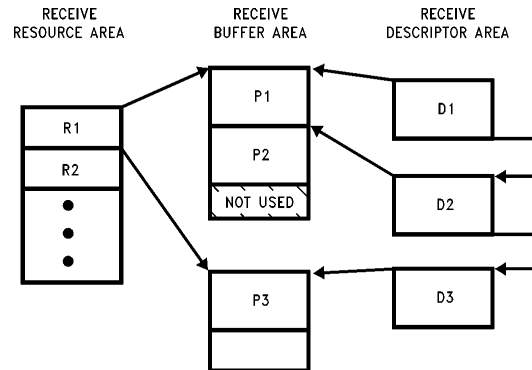 RECEIVE
RESOURCE AREA
RECEIVE
BUFFER AREA
RECEIVE
DESCRIPTOR AREA
R1
R2
P1
P2
NOT USED
P3
D1
D2
D3